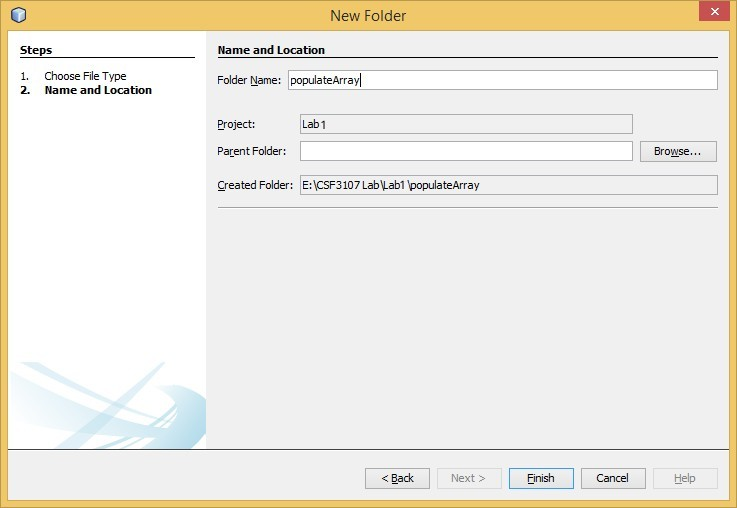 New Folder
Steps
1. Choose File Type
2. Name and Location
Name and Location
Folder Name: populateArray
Project: Lab1
Parent Folder: Browse...
Created Folder: E:\CSF3107 Lab\Lab1\populateArray
< Back Next > Finish Cancel Help